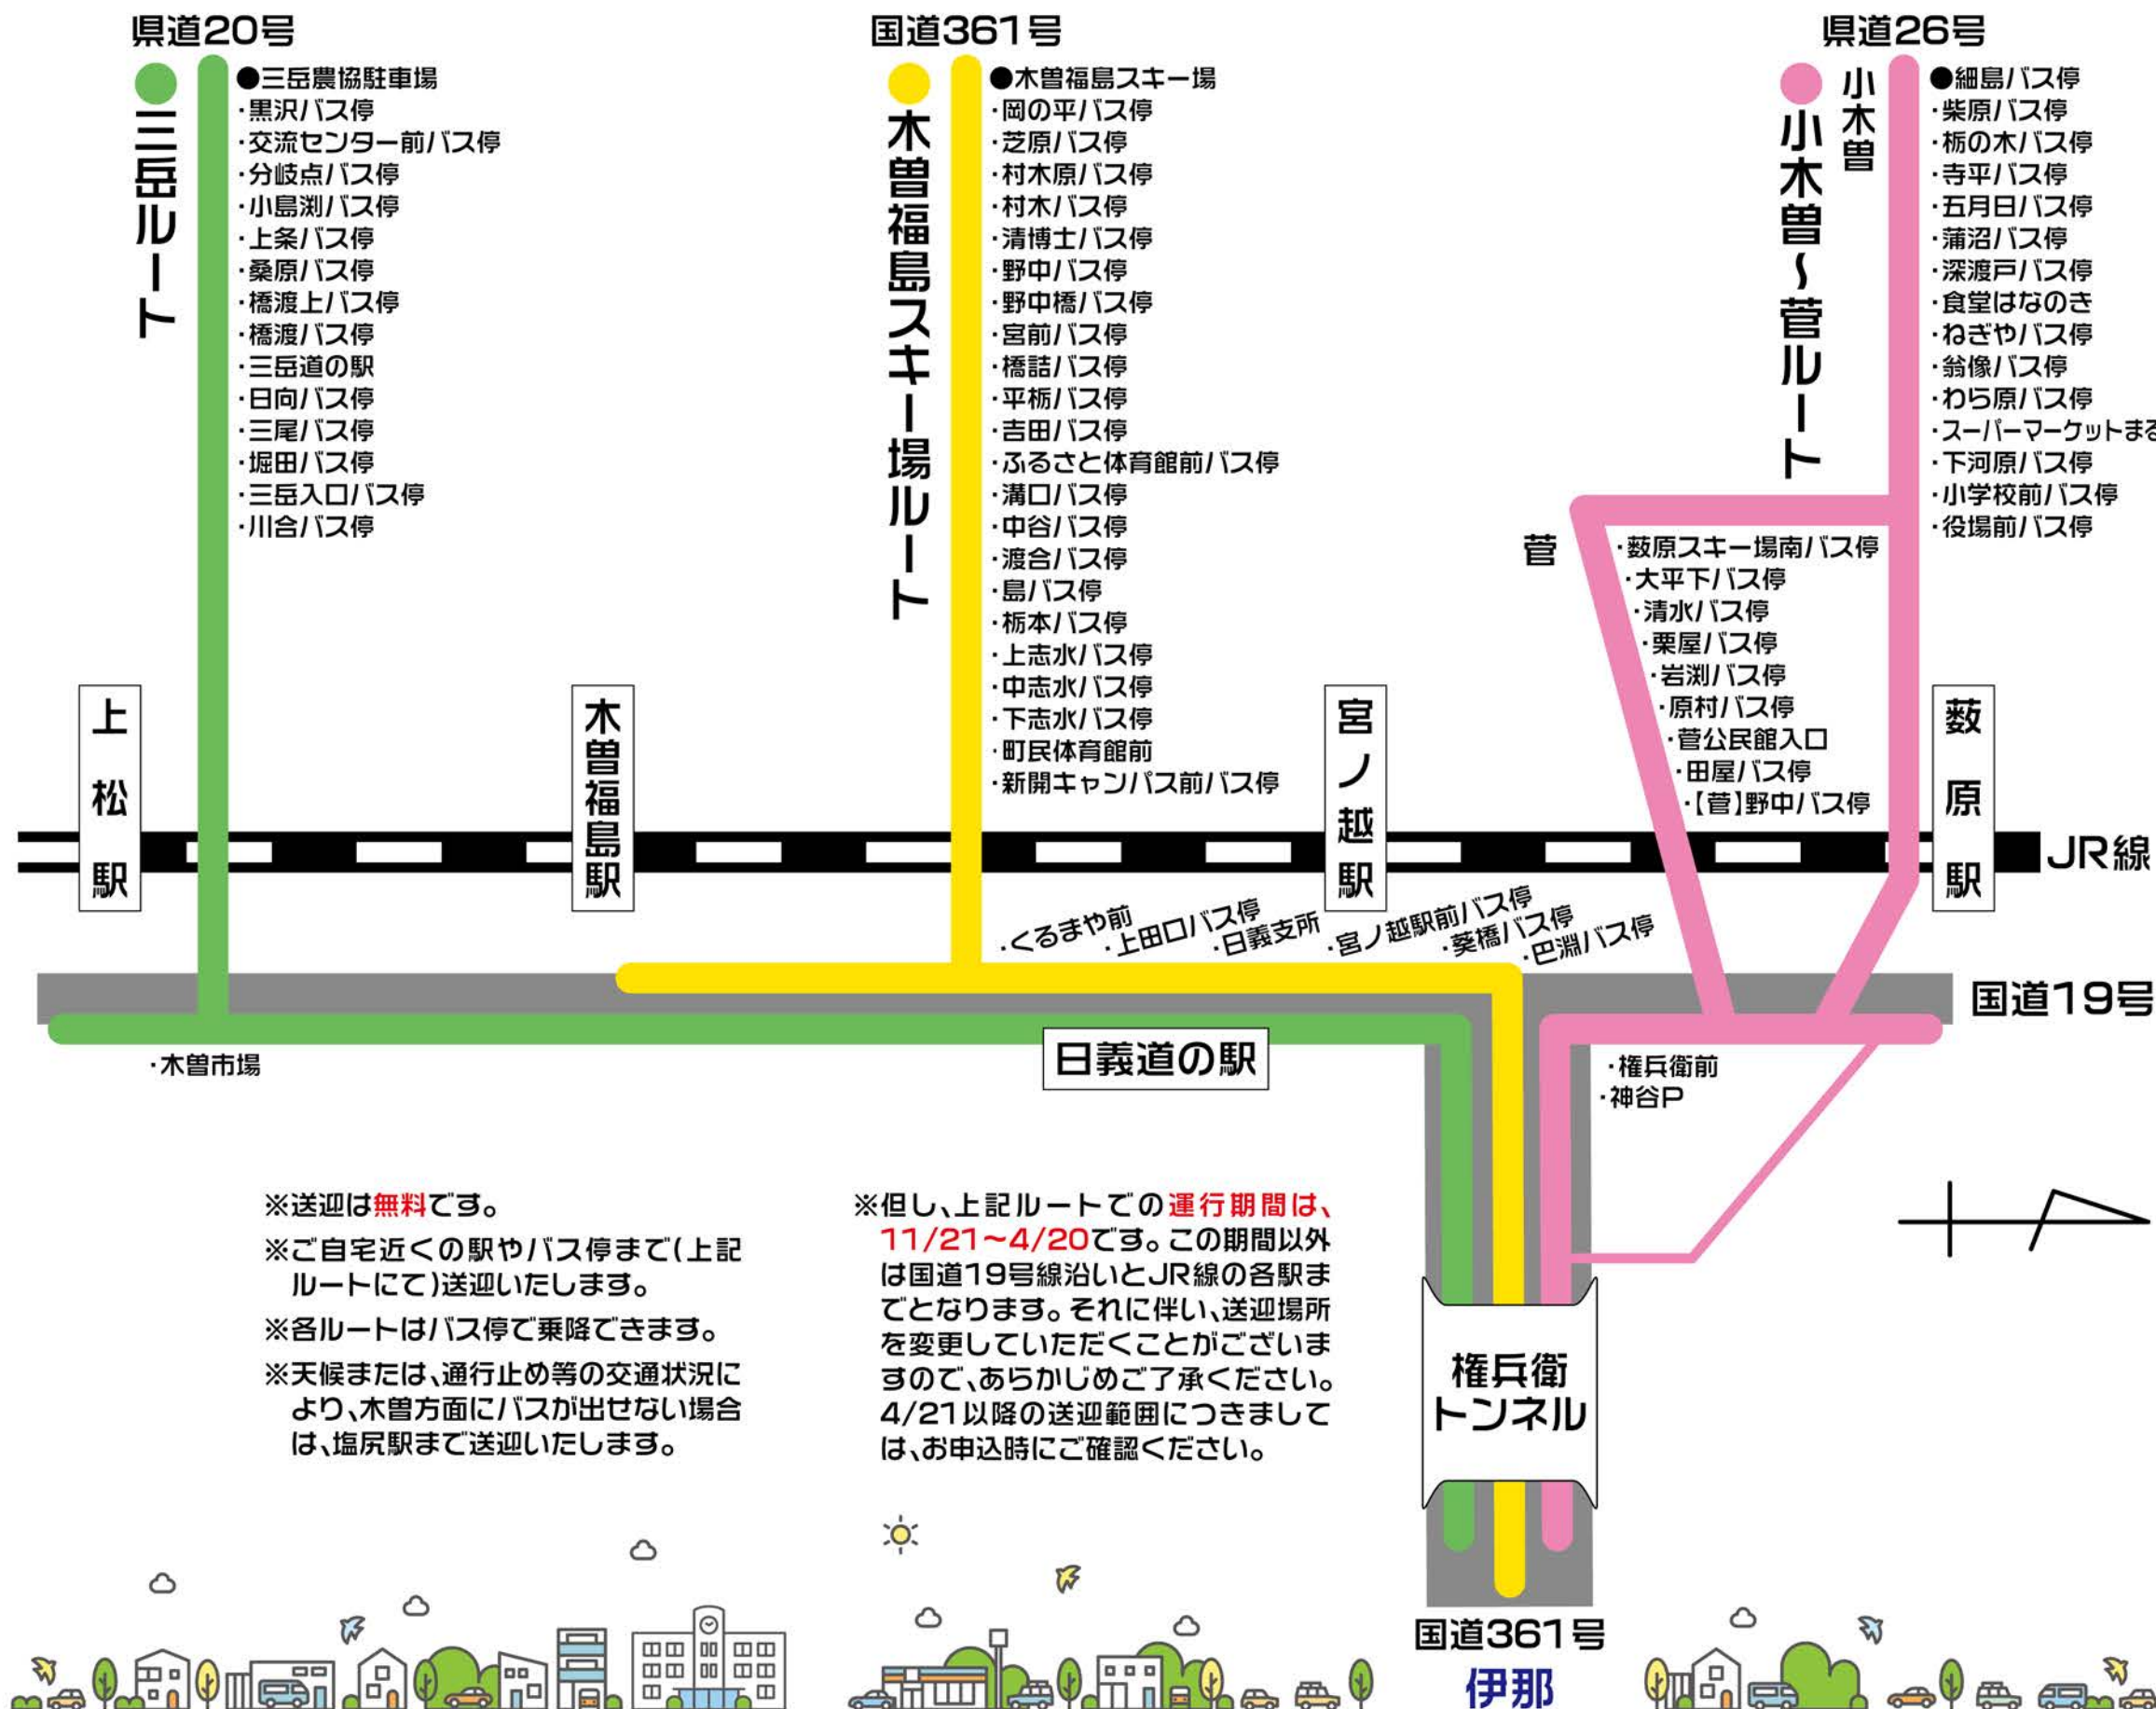 県道20号
●三岳ルート
●三岳農協駐車場
・黒沢バス停
・交流センター前バス停
・分岐点バス停
・小島渕バス停
・上条バス停
・桑原バス停
・橋渡上バス停
・橋渡バス停
・三岳道の駅
・日向バス停
・三尾バス停
・堀田バス停
・三岳入口バス停
・川合バス停
国道361号
●木曽福島スキー場ルート
●木曽福島スキー場
・岡の平バス停
・芝原バス停
・村木原バス停
・村木バス停
・清博士バス停
・野中バス停
・野中橋バス停
・宮前バス停
・橋詰バス停
・平栃バス停
・吉田バス停
・ふるさと体育館前バス停
・溝口バス停
・中谷バス停
・渡合バス停
・島バス停
・栃本バス停
・上志水バス停
・中志水バス停
・下志水バス停
・町民体育館前
・新開キャンパス前バス停
県道26号
●小木曽~菅ルート
小木曽
●細島バス停
・柴原バス停
・栃の木バス停
・寺平バス停
・五月日バス停
・蒲沼バス停
・深渡戸バス停
・食堂はなのき
・ねぎやバス停
・翁像バス停
・わら原バス停
・スーパーマーケットまる
・下河原バス停
・小学校前バス停
・役場前バス停
菅
・薮原スキー場南バス停
・大平下バス停
・清水バス停
・栗屋バス停
・岩渕バス停
・原村バス停
・菅公民館入口
・田屋バス停
・【菅】野中バス停
上松駅
木曽福島駅
宮ノ越駅
薮原駅
JR線
・くるまや前
・上田口バス停
・日義支所
・宮ノ越駅前バス停
・葵橋バス停
・巴淵バス停
国道19号
・木曽市場
日義道の駅
・権兵衛前
・神谷P
※送迎は無料です。
※ご自宅近くの駅やバス停まで(上記
ルートにて)送迎いたします。
※各ルートはバス停で乗降できます。
※天候または、通行止め等の交通状況に
より、木曽方面にバスが出せない場合
は、塩尻駅まで送迎いたします。
※但し、上記ルートでの運行期間は、
11/21~4/20です。この期間以外
は国道19号線沿いとJR線の各駅ま
でとなります。それに伴い、送迎場所
を変更していただくことがございま
すので、あらかじめご了承ください。
4/21以降の送迎範囲につきまして
は、お申込時にご確認ください。
権兵衛
トンネル
国道361号
伊那